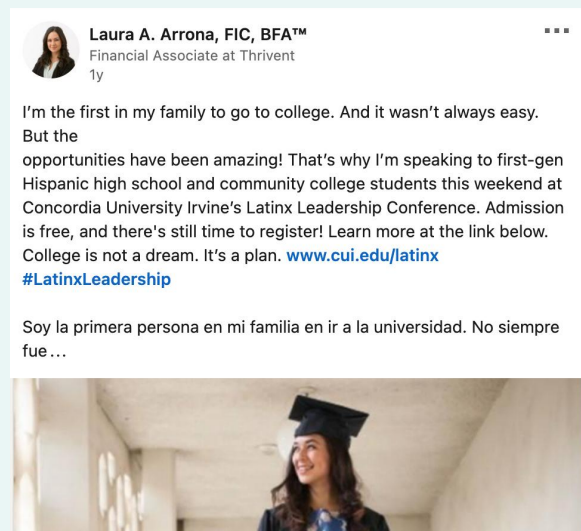 Laura A. Arrona, FIC, BFA™
Financial Associate at Thrivent
1y
I’m the first in my family to go to college. And it wasn’t always easy.
But the
opportunities have been amazing! That’s why I’m speaking to first-gen
Hispanic high school and community college students this weekend at
Concordia University Irvine’s Latinx Leadership Conference. Admission
is free, and there's still time to register! Learn more at the link below.
College is not a dream. It’s a plan. www.cui.edu/latinx
#LatinxLeadership
Soy la primera persona en mi familia en ir a la universidad. No siempre
fue…